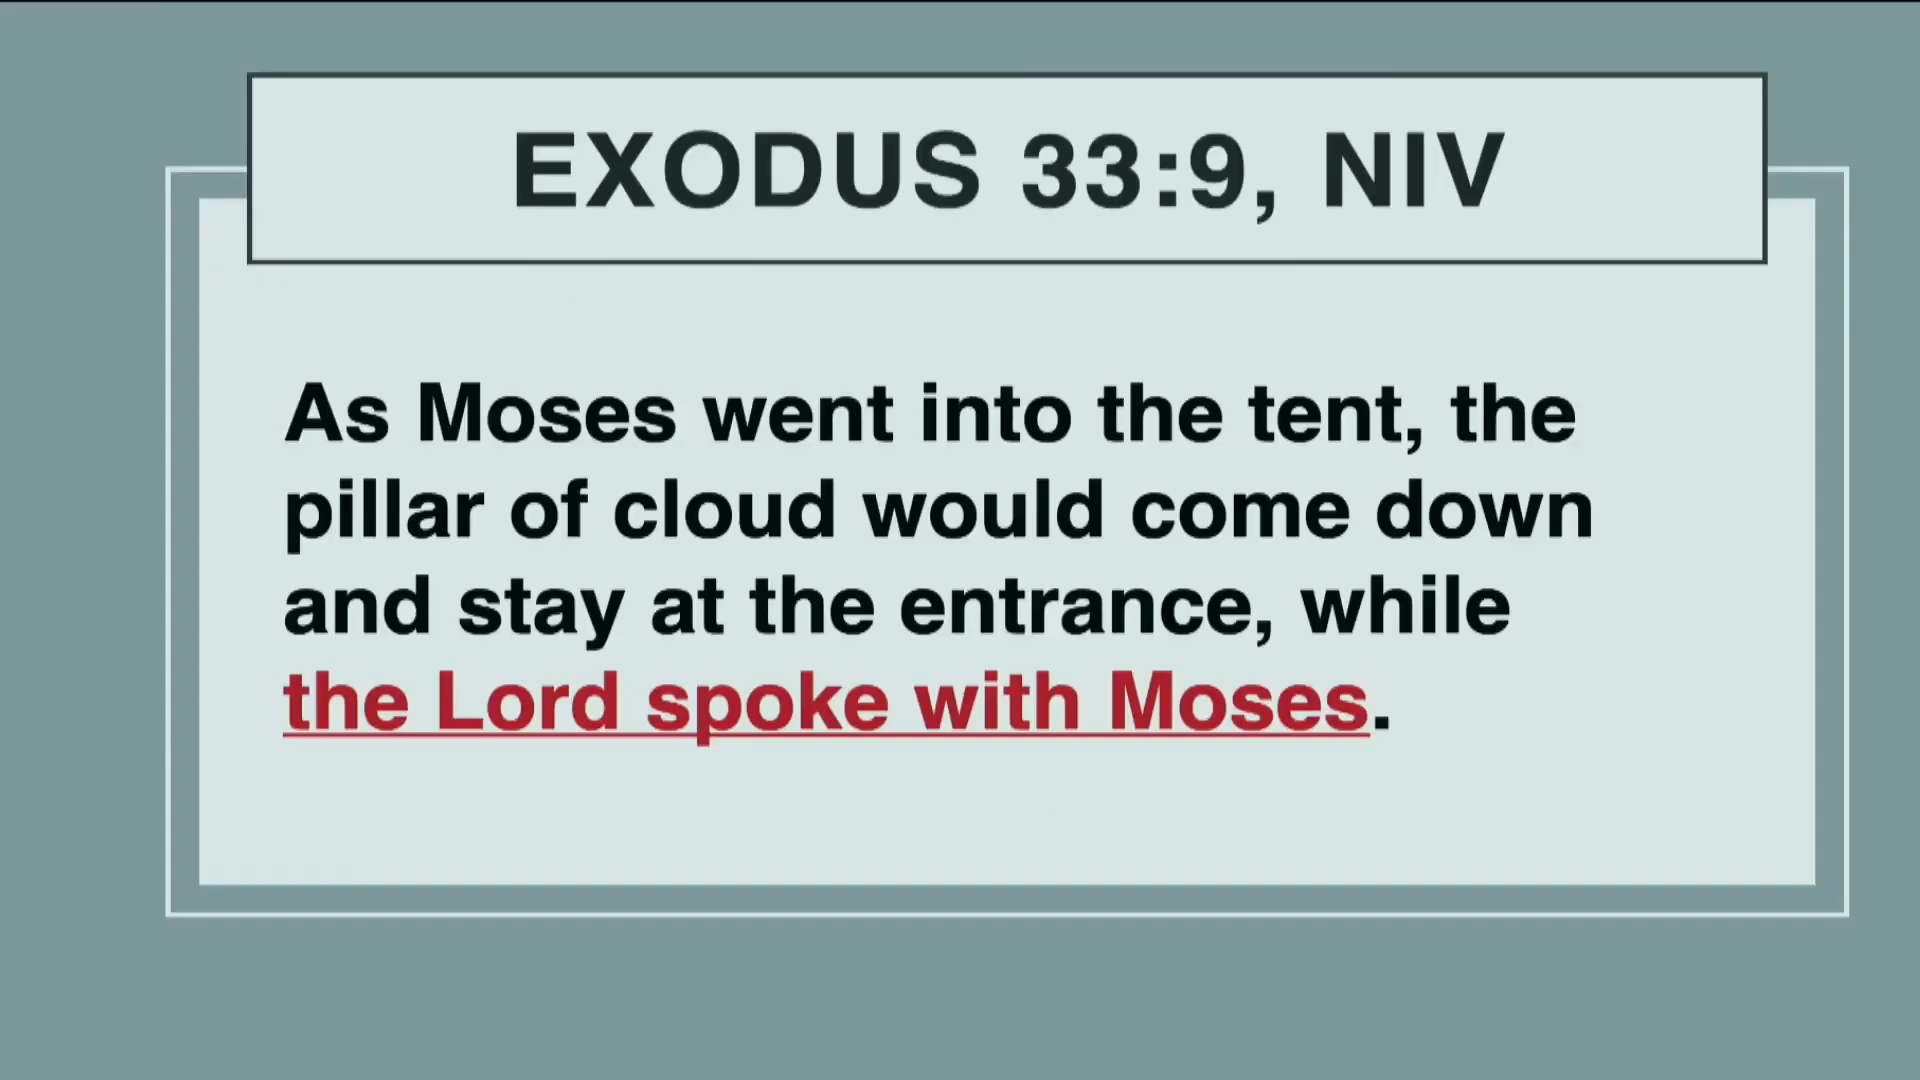 EXODUS 33:9, NIV
As Moses went into the tent, the
pillar of cloud would come down
and stay at the entrance, while
the Lord spoke with Moses.